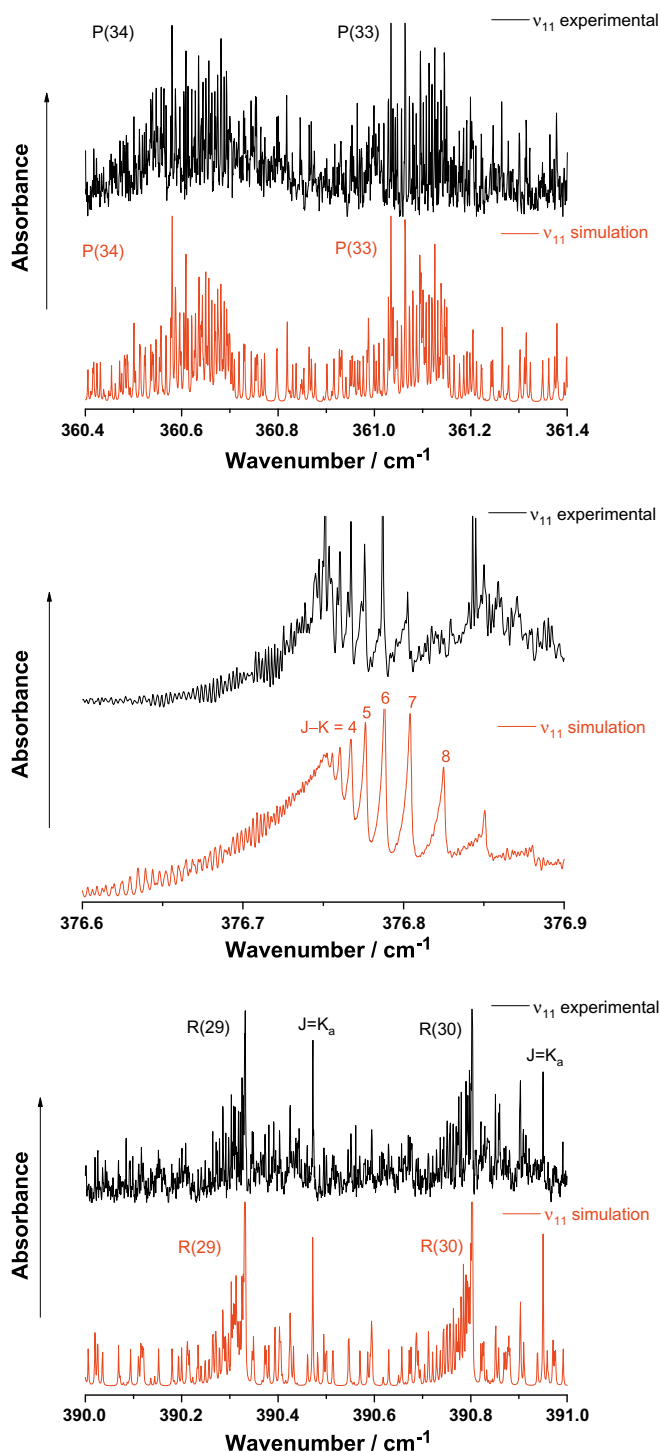 ν₁₁ experimental
P(34) P(33)
Absorbance
ν₁₁ simulation
P(34) P(33)
360.4 360.6 360.8 361.0 361.2 361.4
Wavenumber / cm⁻¹
ν₁₁ experimental
Absorbance
ν₁₁ simulation
J–K = 4 5 6 7 8
376.6 376.7 376.8 376.9
Wavenumber / cm⁻¹
ν₁₁ experimental
R(29) J=Kₐ R(30) J=Kₐ
Absorbance
ν₁₁ simulation
R(29) R(30)
390.0 390.2 390.4 390.6 390.8 391.0
Wavenumber / cm⁻¹